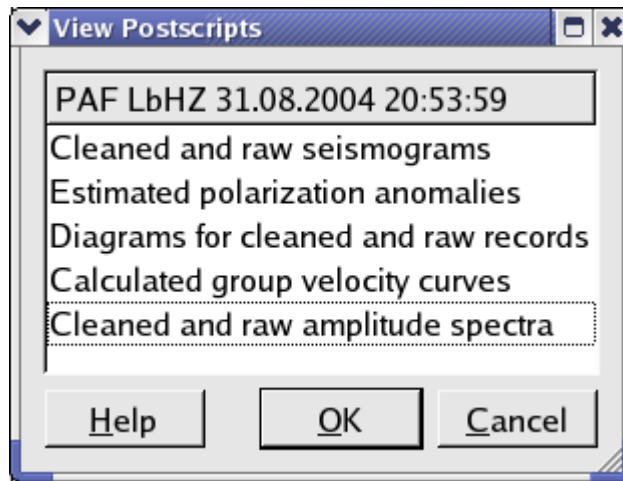 View Postscripts
PAF LbHZ 31.08.2004 20:53:59
Cleaned and raw seismograms
Estimated polarization anomalies
Diagrams for cleaned and raw records
Calculated group velocity curves
Cleaned and raw amplitude spectra
Help OK Cancel